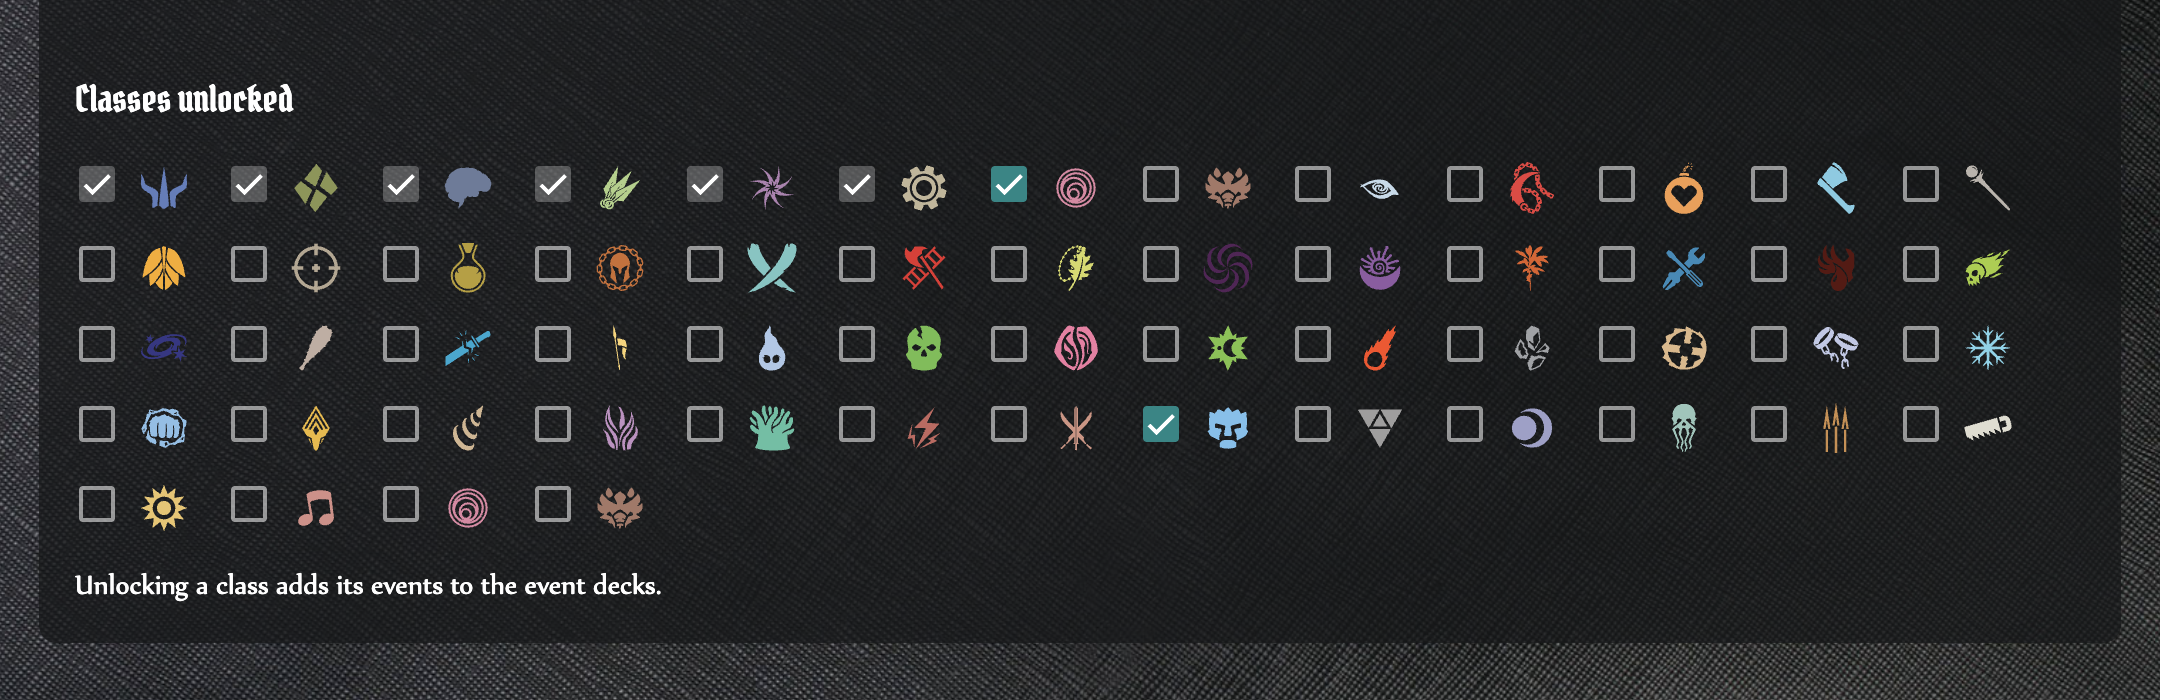 Classes unlocked
Unlocking a class adds its events to the event decks.